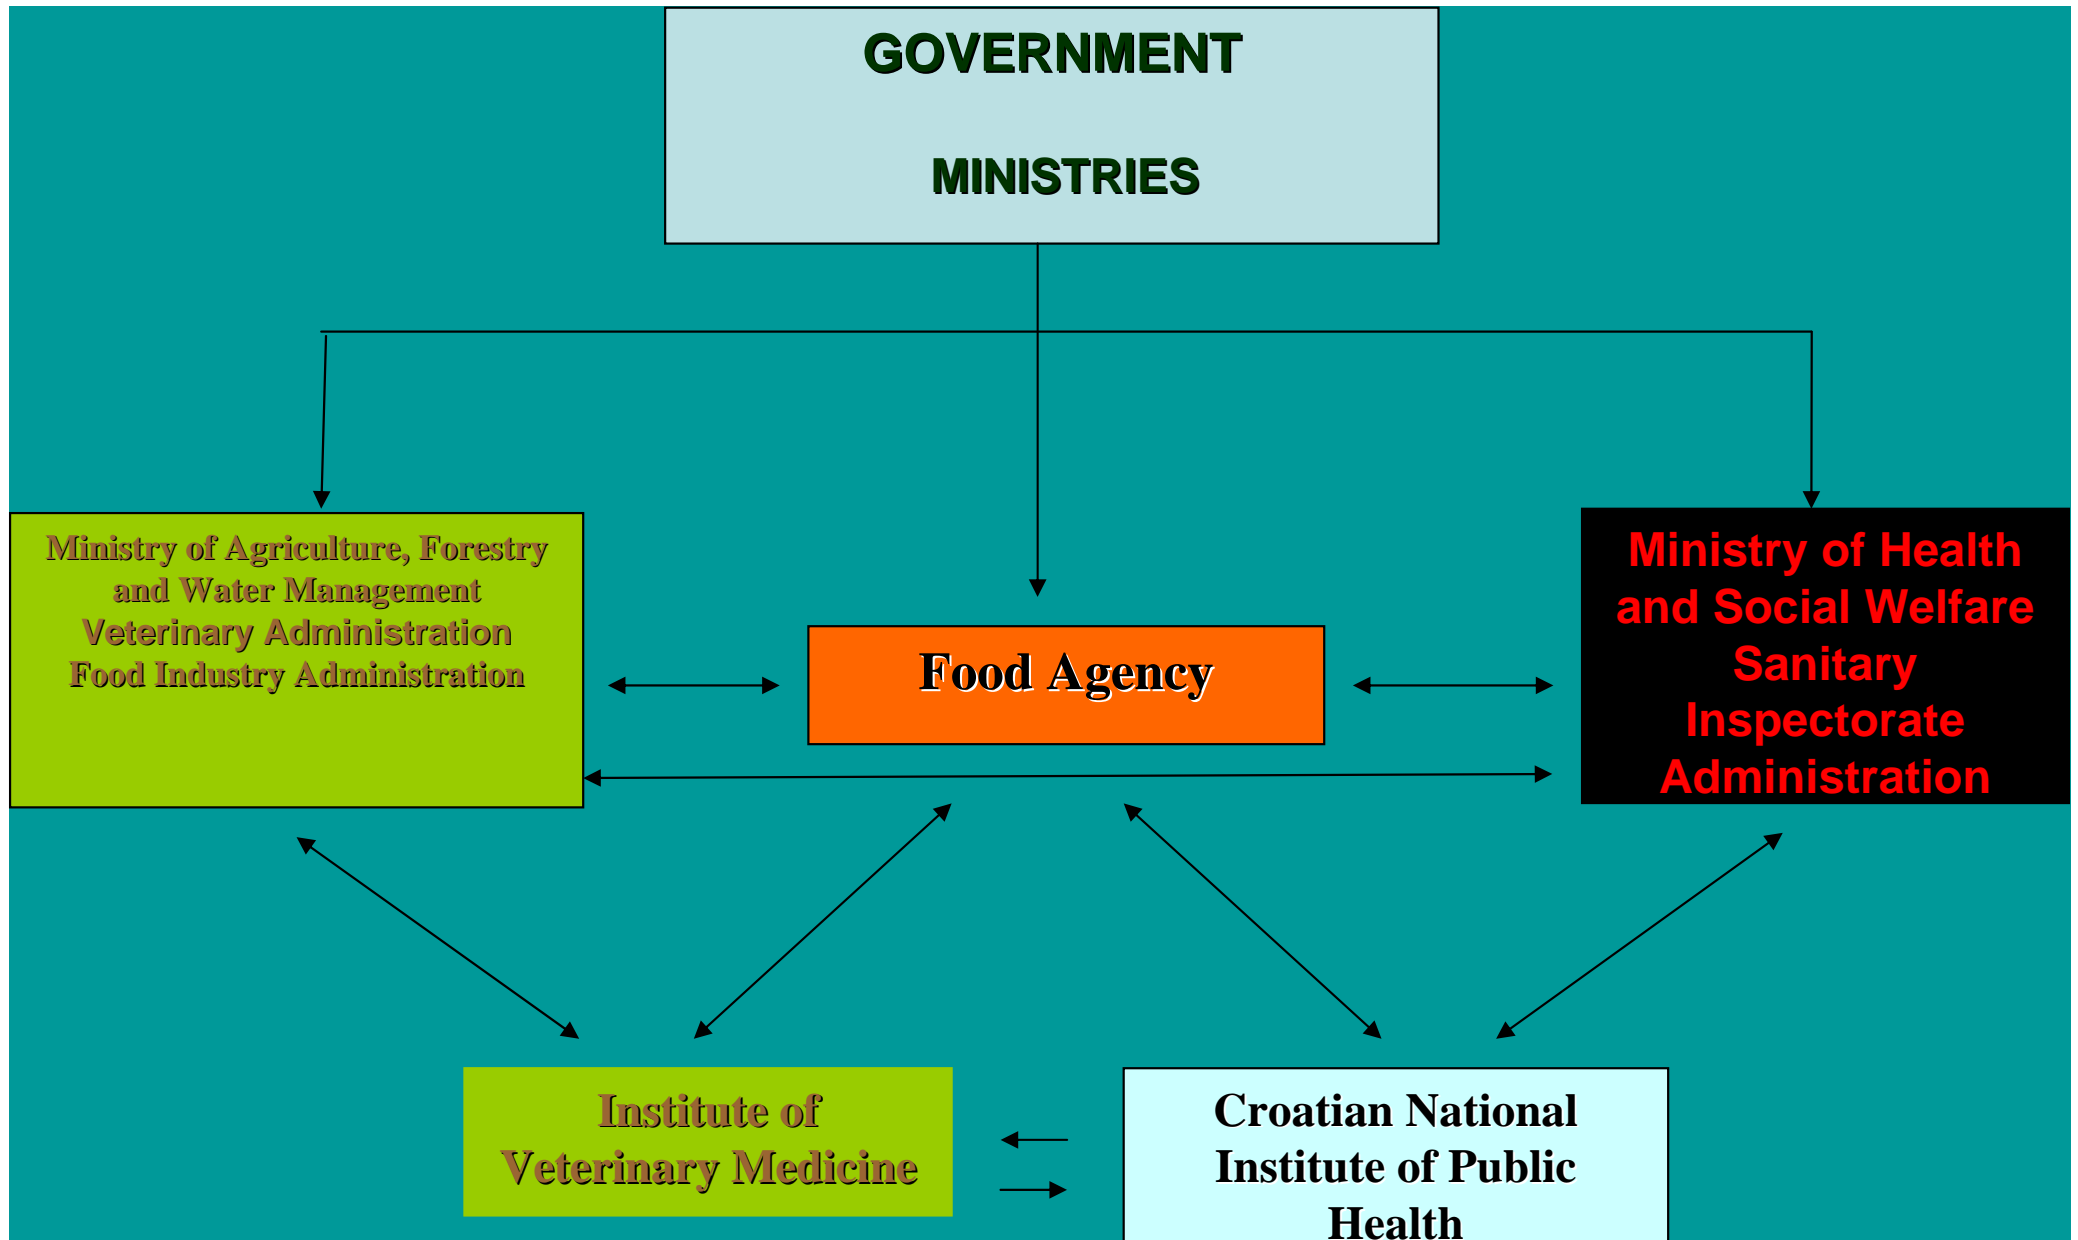 GOVERNMENT
MINISTRIES
Ministry of Agriculture, Forestry
and Water Management
Veterinary Administration
Food Industry Administration
Food Agency
Ministry of Health
and Social Welfare
Sanitary
Inspectorate
Administration
Institute of
Veterinary Medicine
Croatian National
Institute of Public
Health